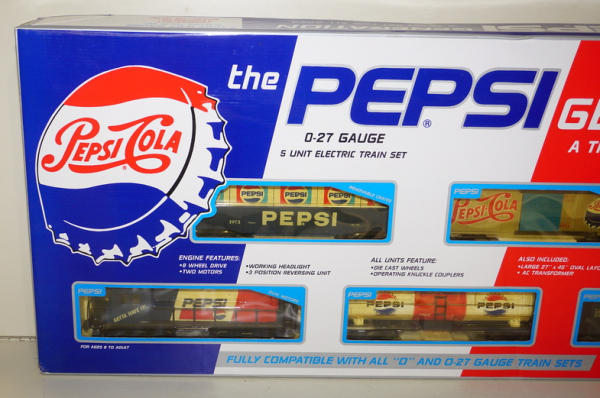 the PEPSI® GE
A T
O-27 GAUGE
5 UNIT ELECTRIC TRAIN SET
PEPSI·COLA
PEPSI PEPSI PEPSI
PEPSI
PEPSI
PEPSI·COLA
ENGINE FEATURES:
•8 WHEEL DRIVE
•TWO MOTORS
•WORKING HEADLIGHT
•3 POSITION REVERSING UNIT
ALL UNITS FEATURE:
•DIE CAST WHEELS
•OPERATING KNUCKLE COUPLERS
ALSO INCLUDED:
•LARGE 27" x 45" OVAL LAYO
•AC TRANSFORMER
PEPSI
PEPSI
PEPSI
PEPSI PEPSI
FOR AGES 8 TO ADULT
FULLY COMPATIBLE WITH ALL "O" AND O-27 GAUGE TRAIN SETS